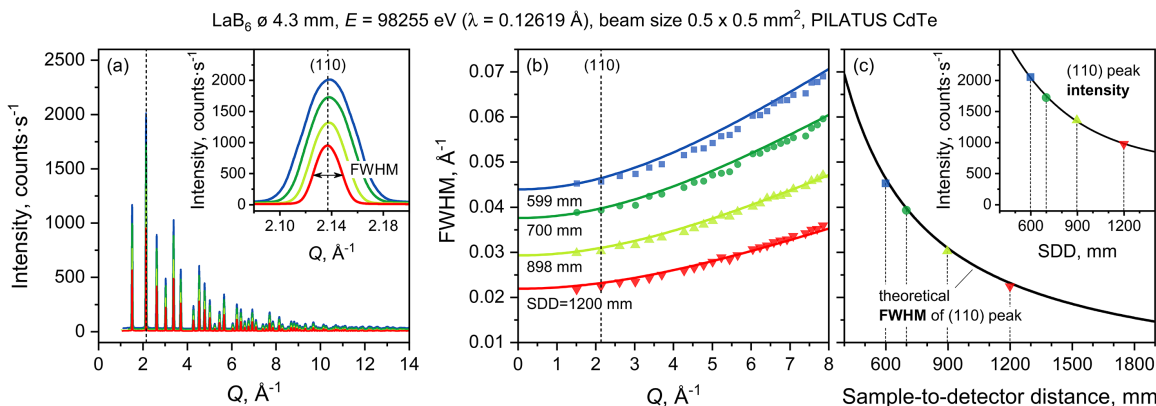 LaB₆ ø 4.3 mm, E = 98255 eV (λ = 0.12619 Å), beam size 0.5 x 0.5 mm², PILATUS CdTe
(a)
Intensity, counts·s⁻¹
2500
2000
1500
1000
500
0
0 2 4 6 8 10 12 14
Q, Å⁻¹
(110)
Intensity, counts·s⁻¹
2000
1500
1000
500
0
FWHM
2.10 2.14 2.18
Q, Å⁻¹
(b)
(110)
FWHM, Å⁻¹
0.07
0.06
0.05
0.04
0.03
0.02
0.01
599 mm
700 mm
898 mm
SDD=1200 mm
0 1 2 3 4 5 6 7 8
Q, Å⁻¹
(c)
(110) peak
intensity
Intensity, counts·s⁻¹
2000
1500
1000
500
0
600 900 1200
SDD, mm
theoretical
FWHM of (110) peak
600 900 1200 1500 1800
Sample-to-detector distance, mm